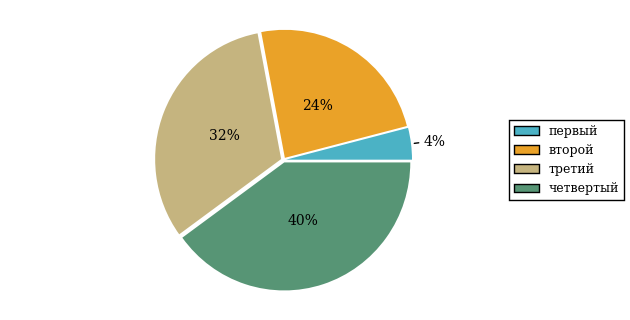 24%
32%
4%
40%
первый
второй
третий
четвертый